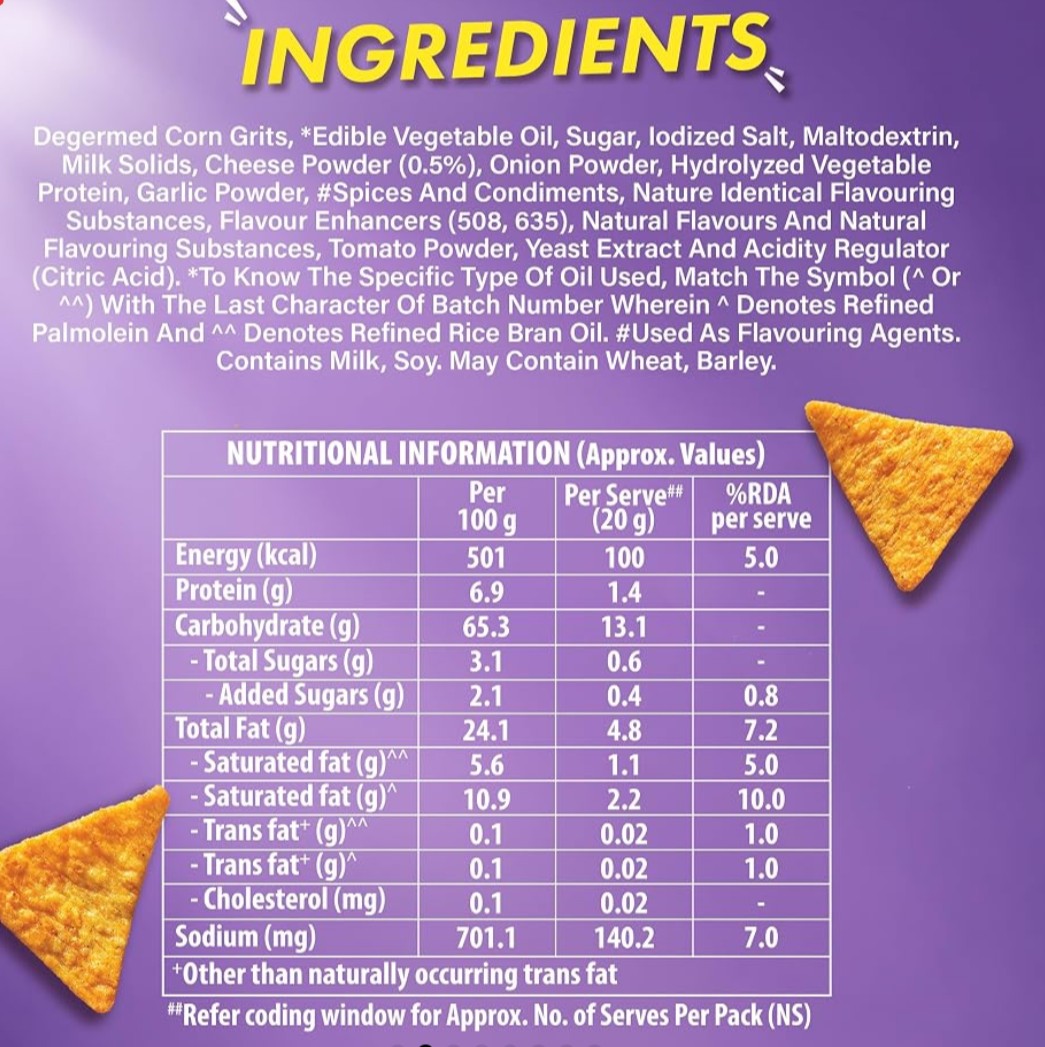 INGREDIENTS
Degermed Corn Grits, *Edible Vegetable Oil, Sugar, Iodized Salt, Maltodextrin,
Milk Solids, Cheese Powder (0.5%), Onion Powder, Hydrolyzed Vegetable
Protein, Garlic Powder, #Spices And Condiments, Nature Identical Flavouring
Substances, Flavour Enhancers (508, 635), Natural Flavours And Natural
Flavouring Substances, Tomato Powder, Yeast Extract And Acidity Regulator
(Citric Acid). *To Know The Specific Type Of Oil Used, Match The Symbol (^ Or
^^) With The Last Character Of Batch Number Wherein ^ Denotes Refined
Palmolein And ^^ Denotes Refined Rice Bran Oil. #Used As Flavouring Agents.
Contains Milk, Soy. May Contain Wheat, Barley.
NUTRITIONAL INFORMATION (Approx. Values)
Per 100 g Per Serve## (20 g) %RDA per serve
Energy (kcal) 501 100 5.0
Protein (g) 6.9 1.4 -
Carbohydrate (g) 65.3 13.1 -
- Total Sugars (g) 3.1 0.6 -
- Added Sugars (g) 2.1 0.4 0.8
Total Fat (g) 24.1 4.8 7.2
- Saturated fat (g)^^ 5.6 1.1 5.0
- Saturated fat (g)^ 10.9 2.2 10.0
- Trans fat+ (g)^^ 0.1 0.02 1.0
- Trans fat+ (g)^ 0.1 0.02 1.0
- Cholesterol (mg) 0.1 0.02 -
Sodium (mg) 701.1 140.2 7.0
+Other than naturally occurring trans fat
##Refer coding window for Approx. No. of Serves Per Pack (NS)